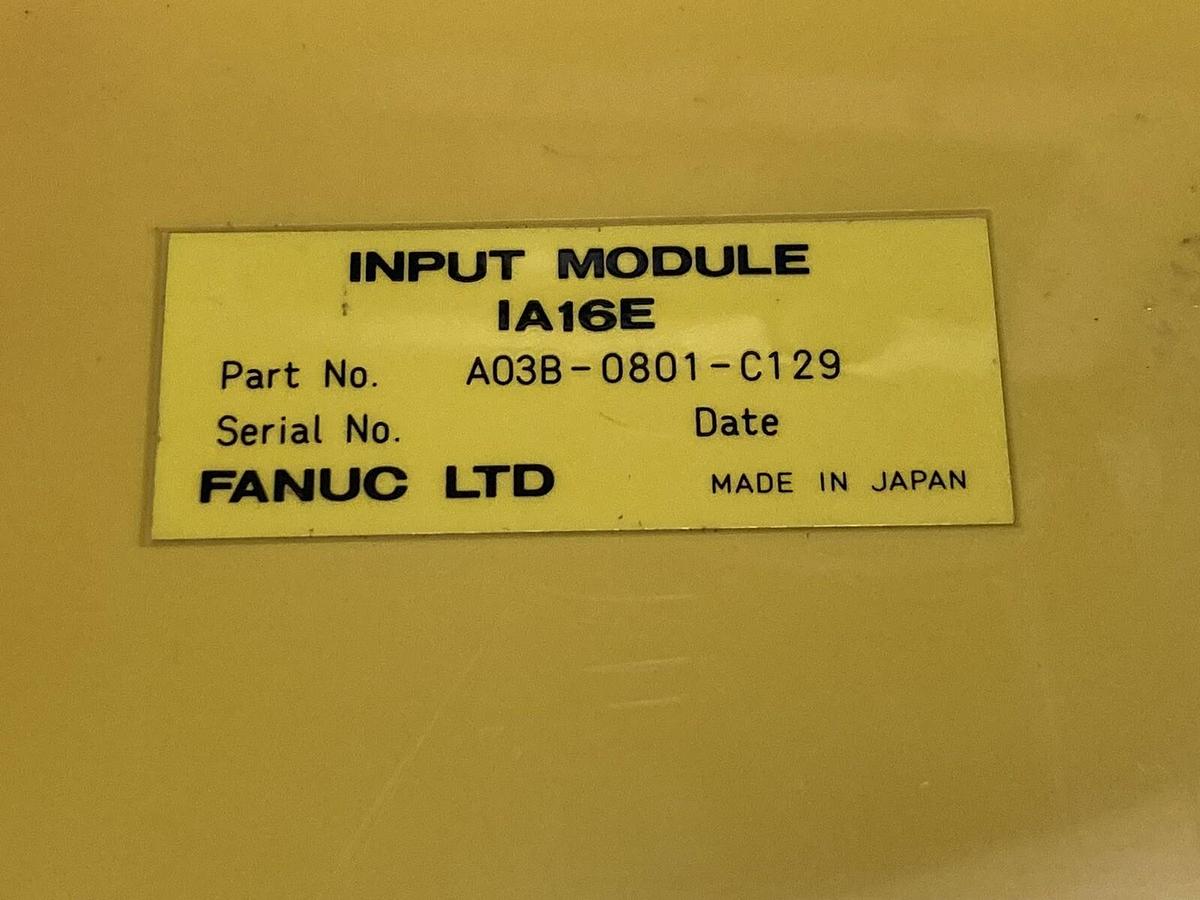 INPUT MODULE
IA16E
Part No. A03B-0801-C129
Serial No. Date
FANUC LTD MADE IN JAPAN